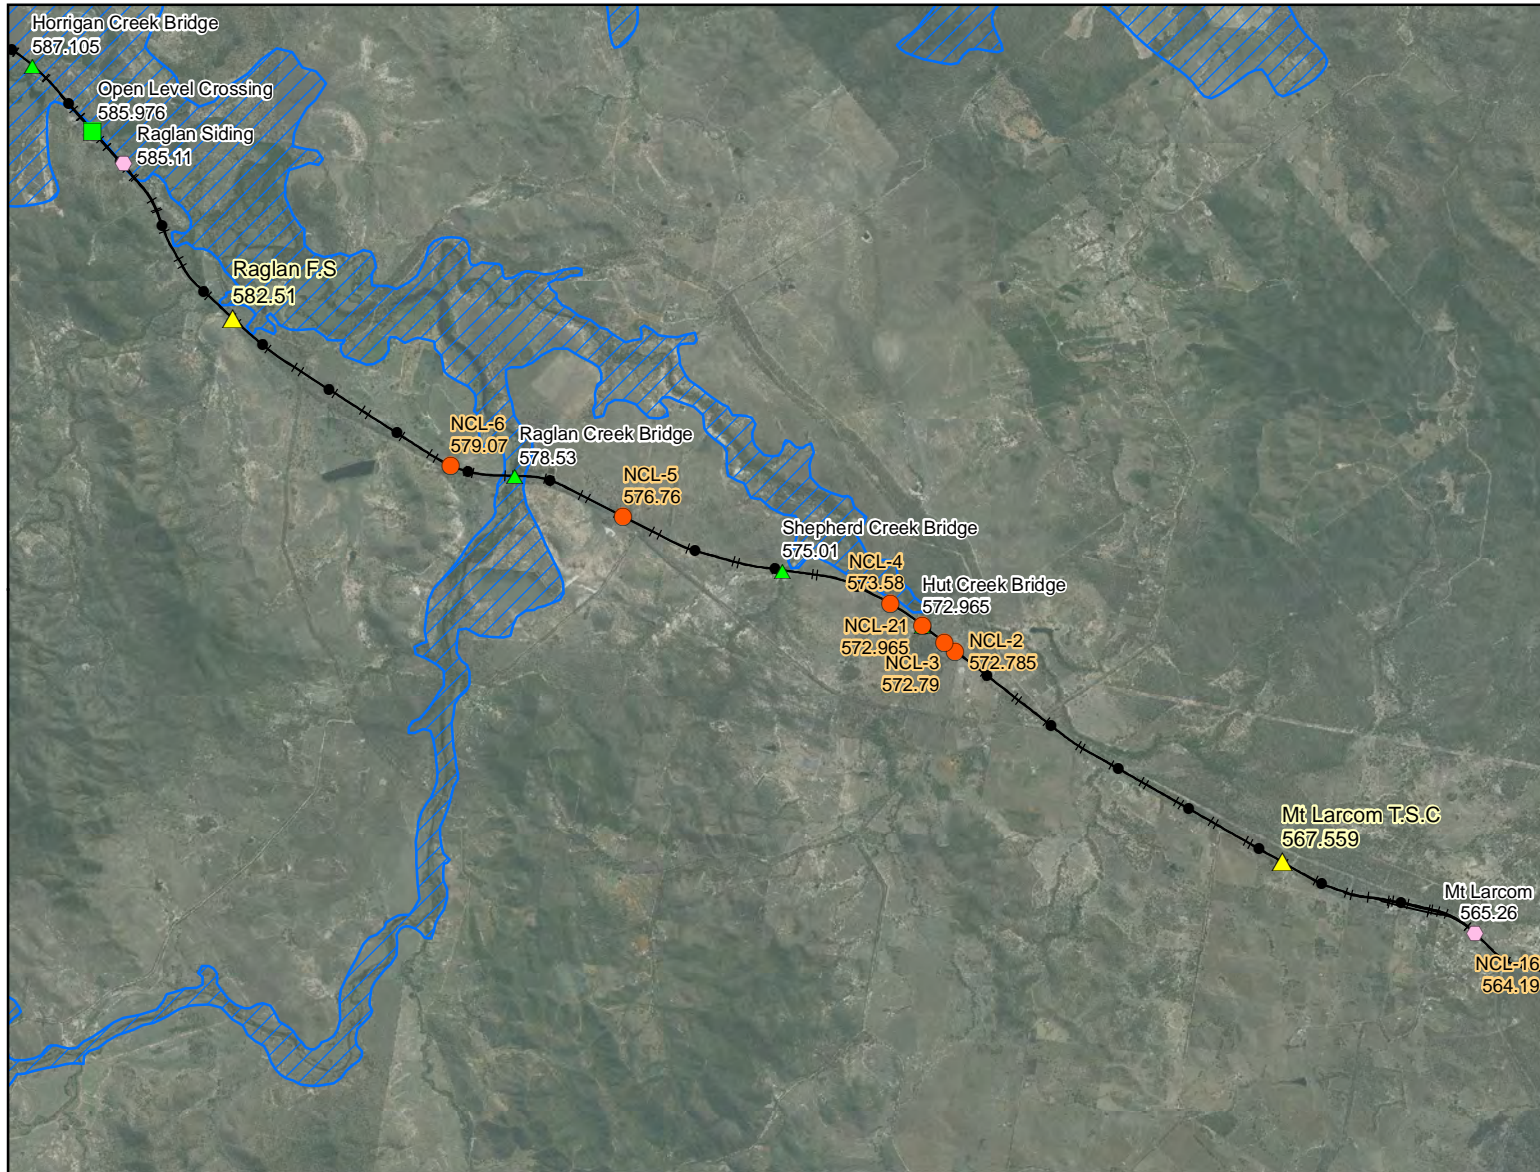 Horrigan Creek Bridge
587.105
Open Level Crossing
585.976
Raglan Siding
585.11
Raglan F.S
582.51
NCL-6
579.07
Raglan Creek Bridge
578.53
NCL-5
576.76
Shepherd Creek Bridge
575.01
NCL-4
573.58
Hut Creek Bridge
572.965
NCL-21
572.965
NCL-2
572.785
NCL-3
572.79
Mt Larcom T.S.C
567.559
Mt Larcom
565.26
NCL-16
564.19